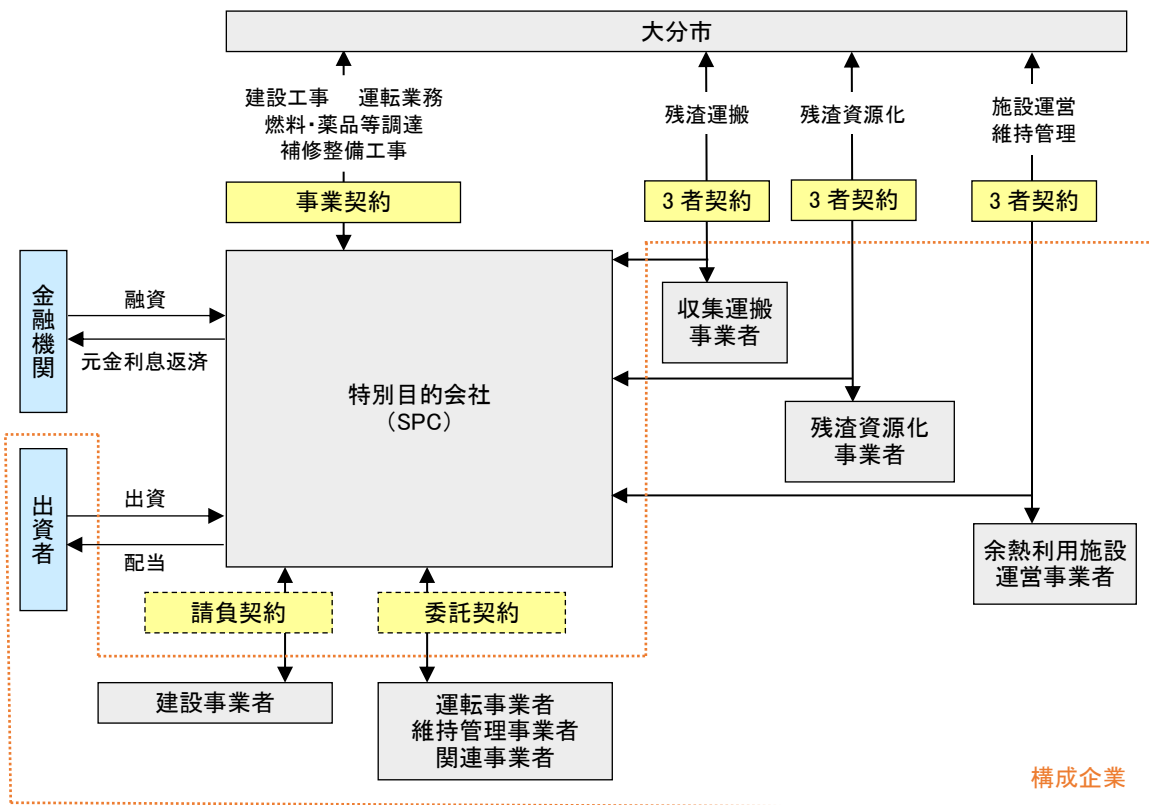 大分市
建設工事　運転業務
燃料・薬品等調達
補修整備工事
残渣運搬
残渣資源化
施設運営
維持管理
事業契約
3者契約
3者契約
3者契約
金融機関
融資
元金利息返済
特別目的会社
（SPC）
収集運搬
事業者
残渣資源化
事業者
余熱利用施設
運営事業者
出資者
出資
配当
請負契約
委託契約
建設事業者
運転事業者
維持管理事業者
関連事業者
構成企業